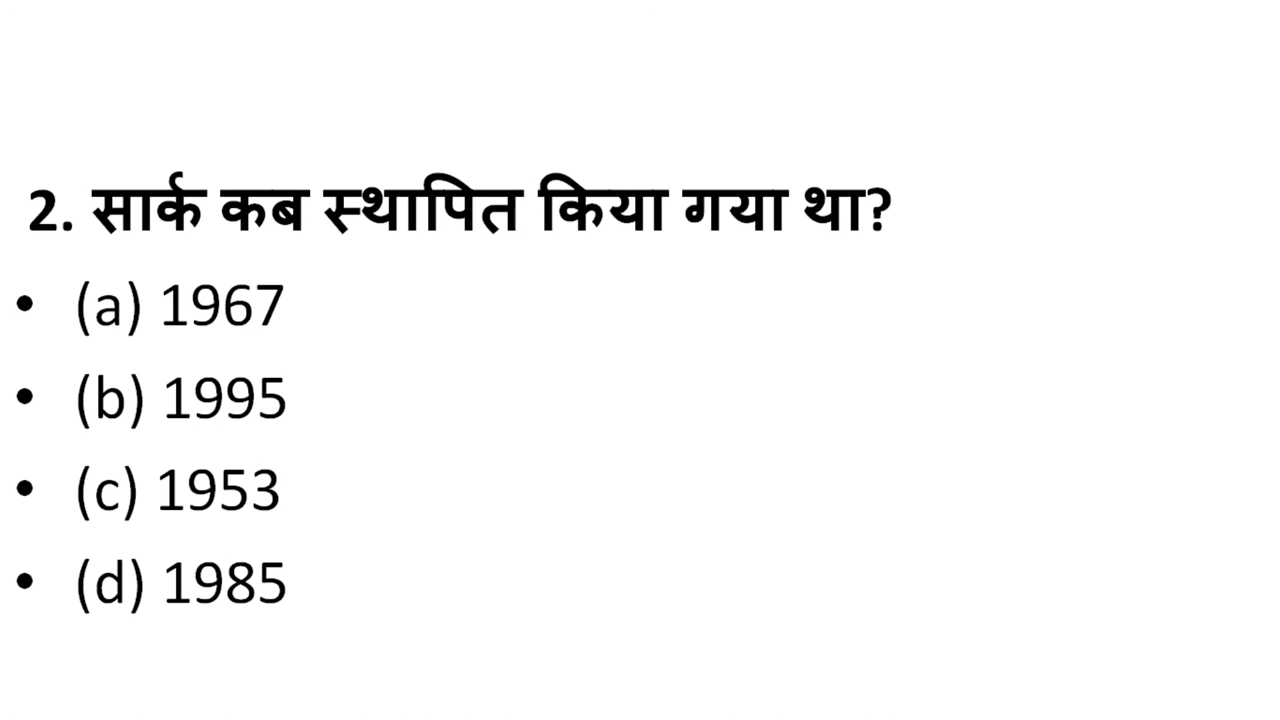 2. सार्क कब स्थापित किया गया था?
• (a) 1967
• (b) 1995
• (c) 1953
• (d) 1985